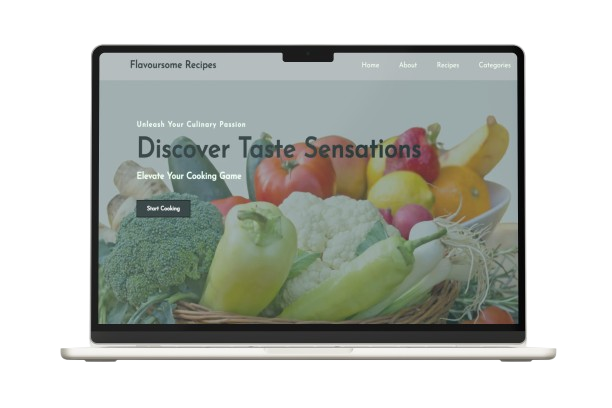 Flavoursome Recipes
Home About Recipes Categories
Unleash Your Culinary Passion
Discover Taste Sensations
Elevate Your Cooking Game
Start Cooking